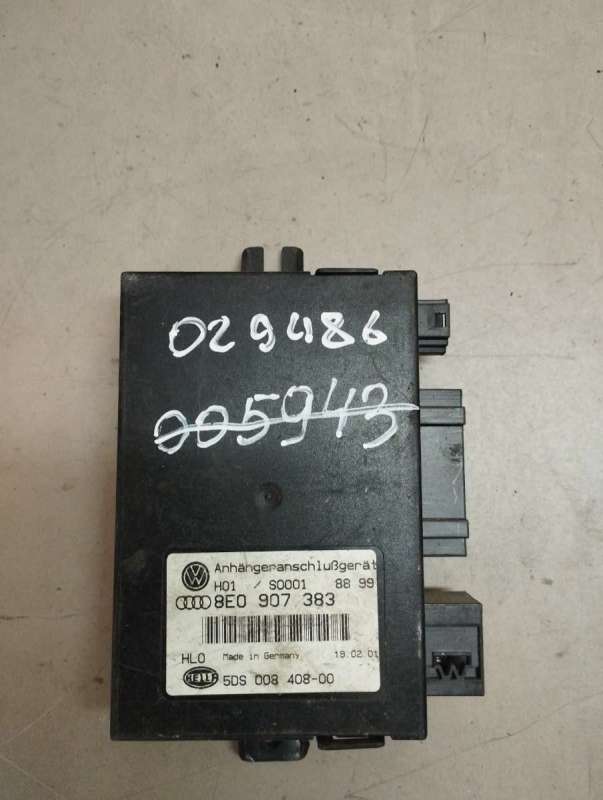 029486
005943
Anhängeranschlußgerät
H01 / S0001 88 99
8E0 907 383
HLO Made in Germany 19.02.01
HELLA 5DS 008 408-00